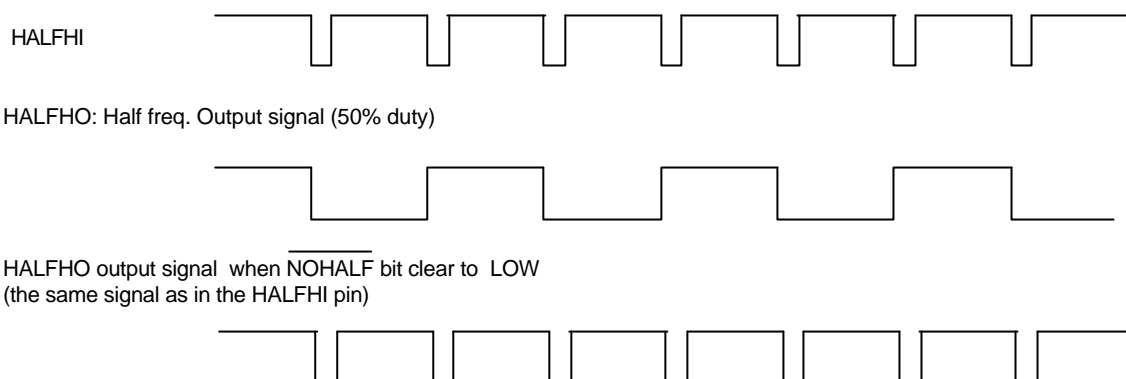 HALFHI
HALFHO: Half freq. Output signal (50% duty)
HALFHO output signal when NOHALF bit clear to LOW
(the same signal as in the HALFHI pin)